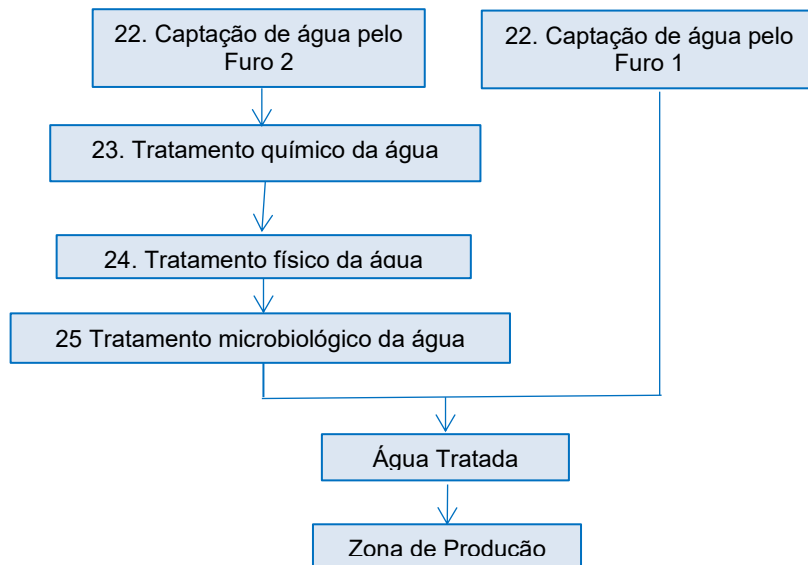 22. Captação de água pelo
Furo 2
22. Captação de água pelo
Furo 1
23. Tratamento químico da água
24. Tratamento físico da água
25 Tratamento microbiológico da água
Água Tratada
Zona de Produção